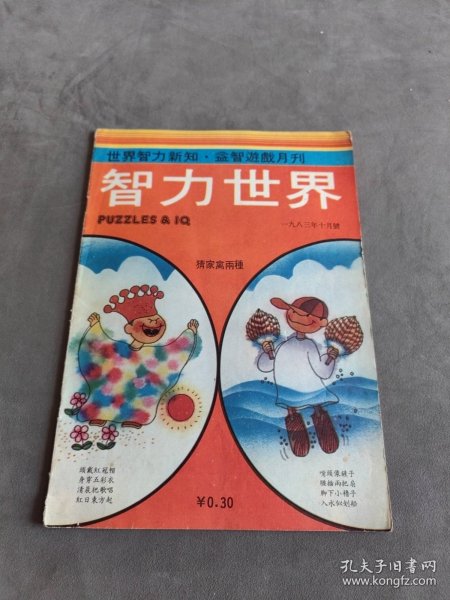 世界智力新知·益智遊戲月刊
智力世界
PUZZLES & IQ
一九八三年十月號
猜家禽兩種
頭戴紅冠帽
身穿五彩衣
清晨把歌唱
紅日東方起
嘴頭像鏟子
腰插兩把扇
脚下小槽子
入水似划船
￥0.30
孔夫子旧书网
www.kongfz.com